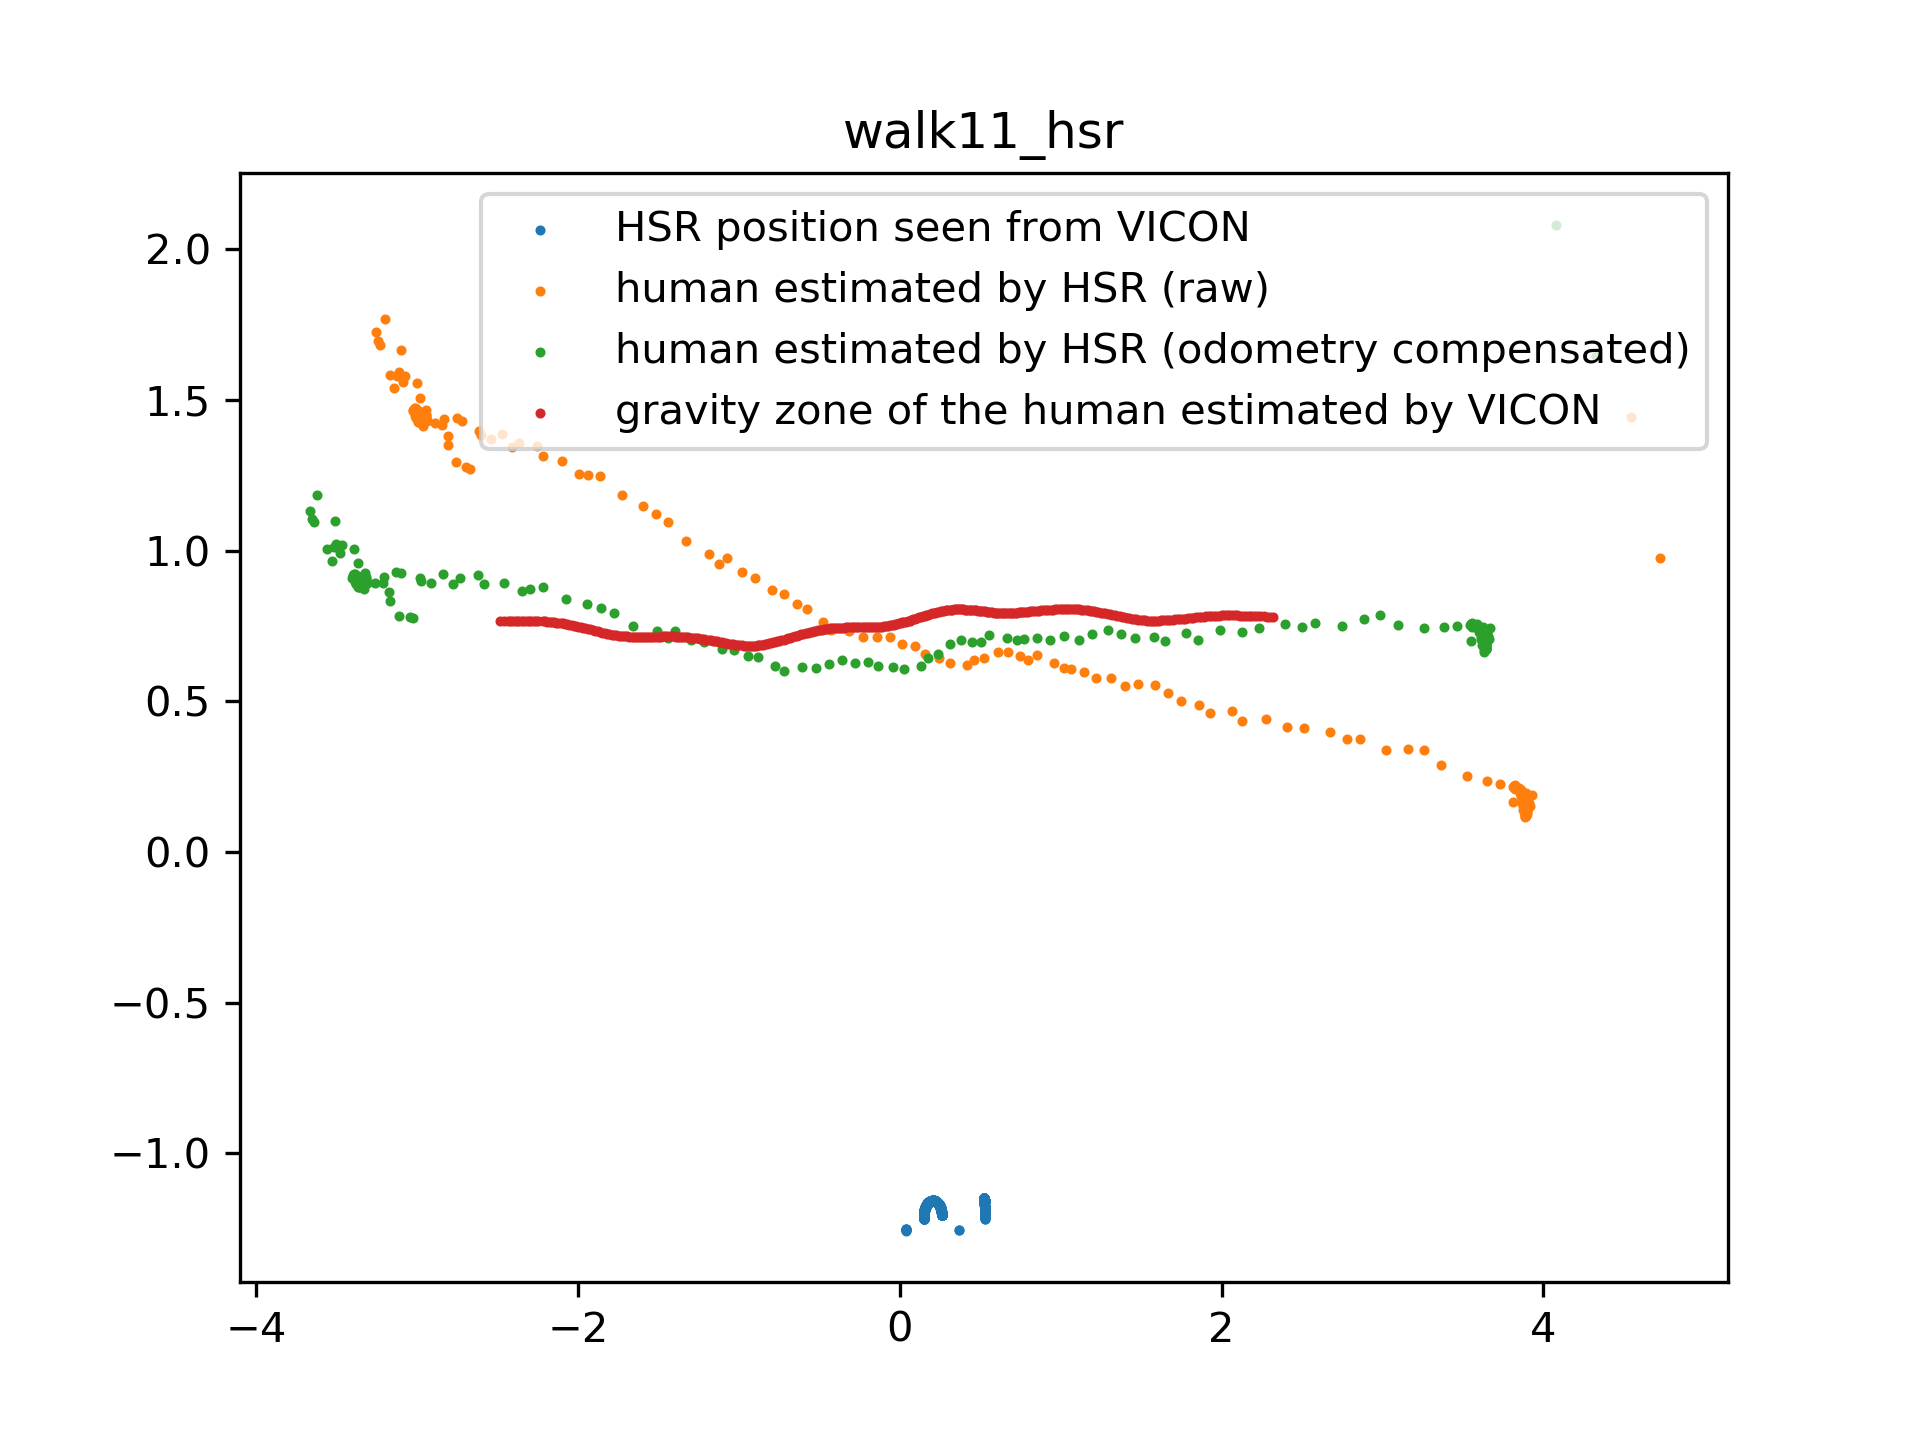 walk11_hsr
HSR position seen from VICON
human estimated by HSR (raw)
human estimated by HSR (odometry compensated)
gravity zone of the human estimated by VICON
2.0
1.5
1.0
0.5
0.0
−0.5
−1.0
−4 −2 0 2 4